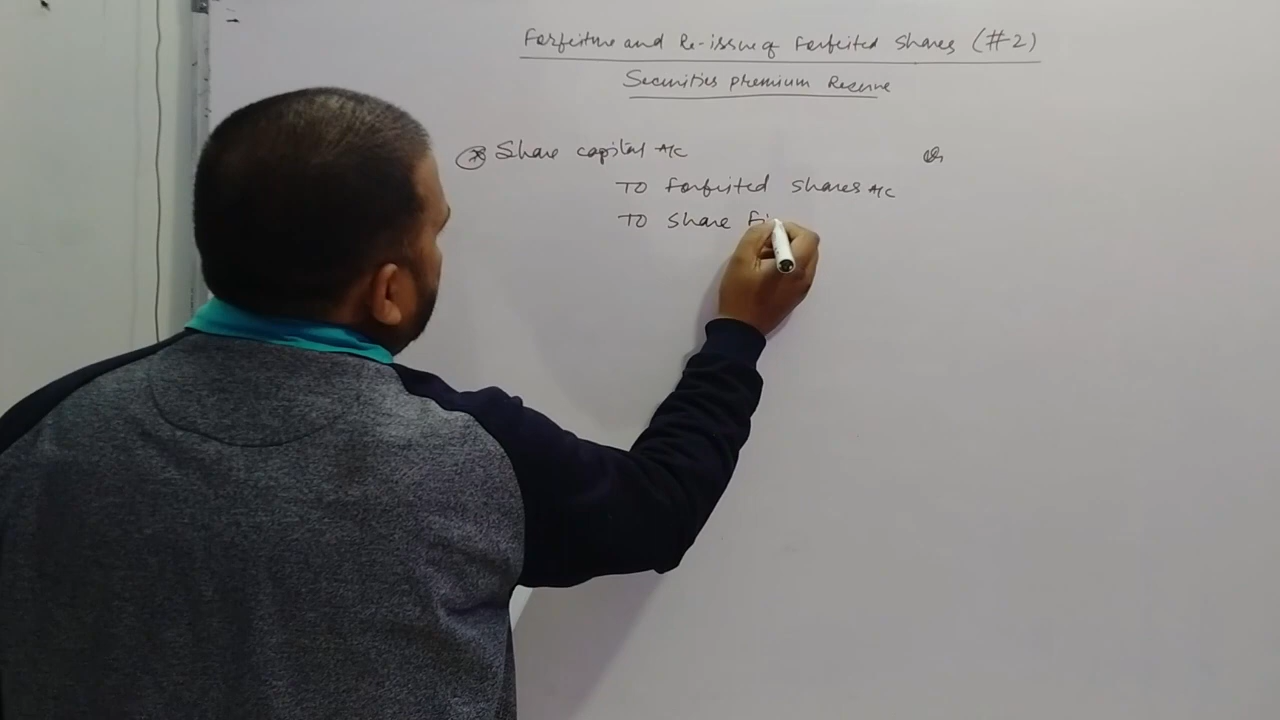 Forfeiture and Re-issue of Forfeited Shares (#2)
Securities premium Reserve
Share capital A/C Dr
To forfeited shares A/C
To share Fi